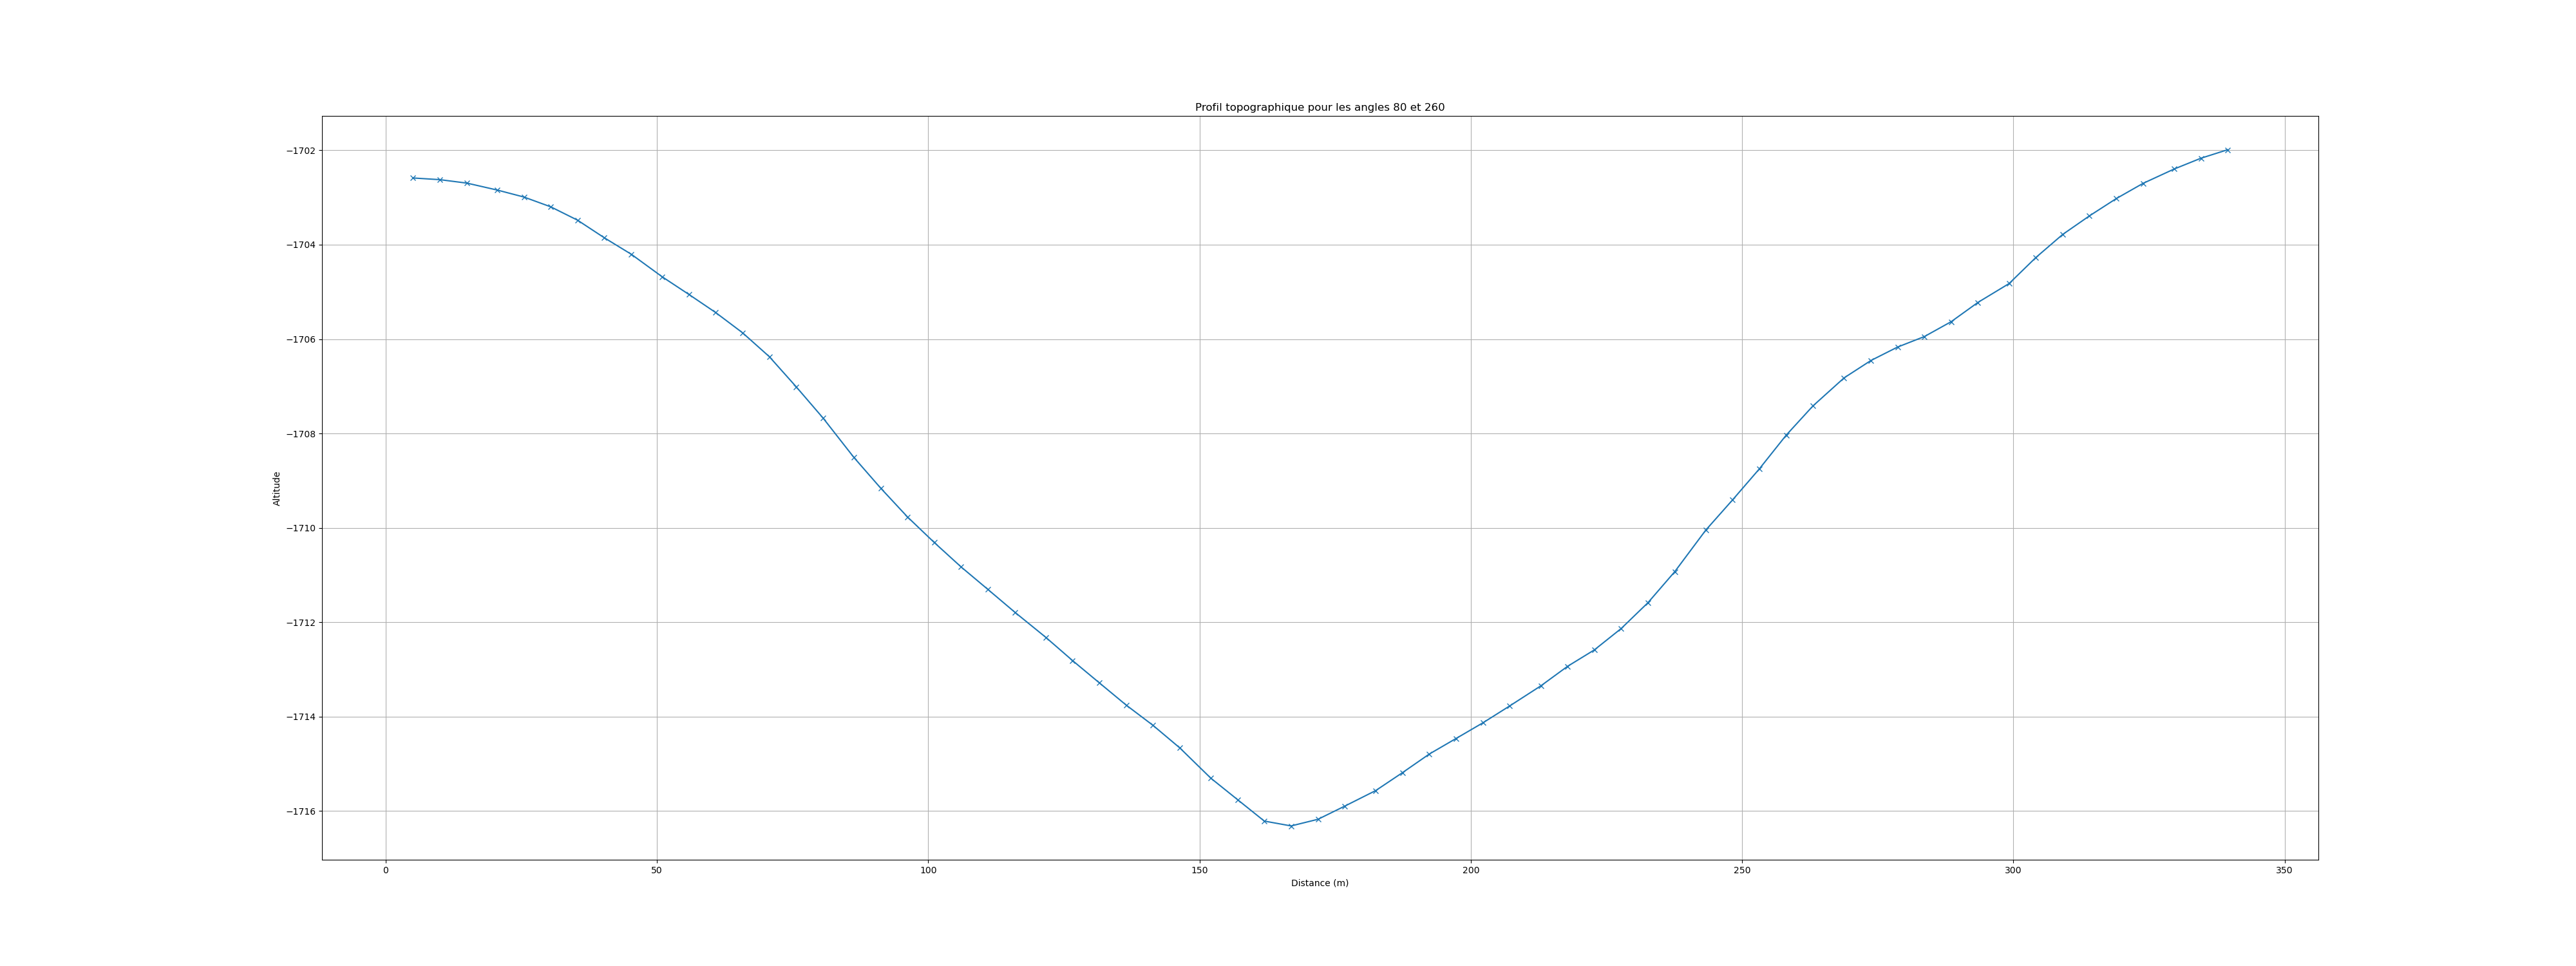 Profil topographique pour les angles 80 et 260
−1702
−1704
−1706
−1708
−1710
−1712
−1714
−1716
Altitude
0 50 100 150 200 250 300 350
Distance (m)